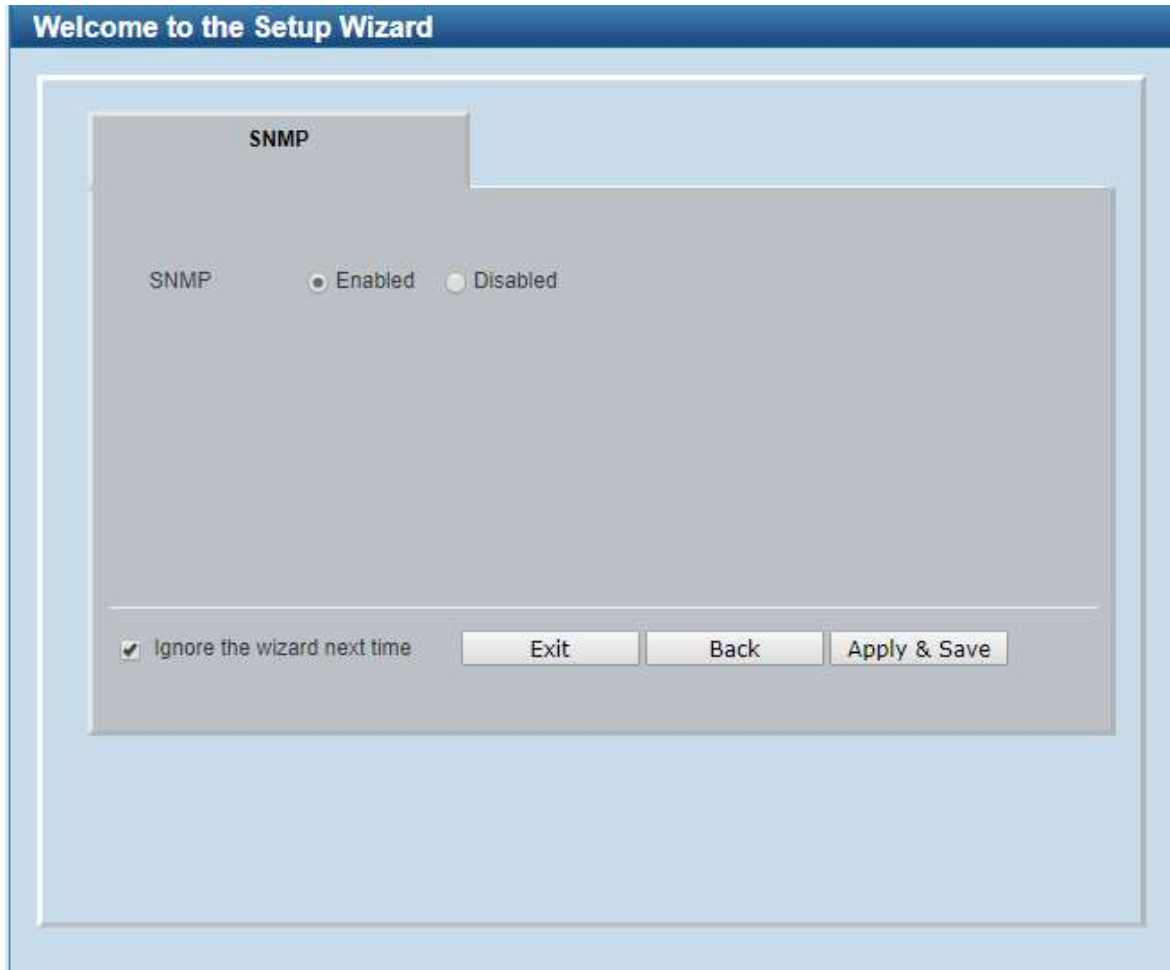 Welcome to the Setup Wizard
SNMP
SNMP Enabled Disabled
Ignore the wizard next time Exit Back Apply & Save